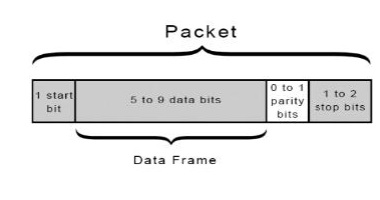 Packet
1 start
bit
5 to 9 data bits
0 to 1
parity
bits
1 to 2
stop bits
Data Frame